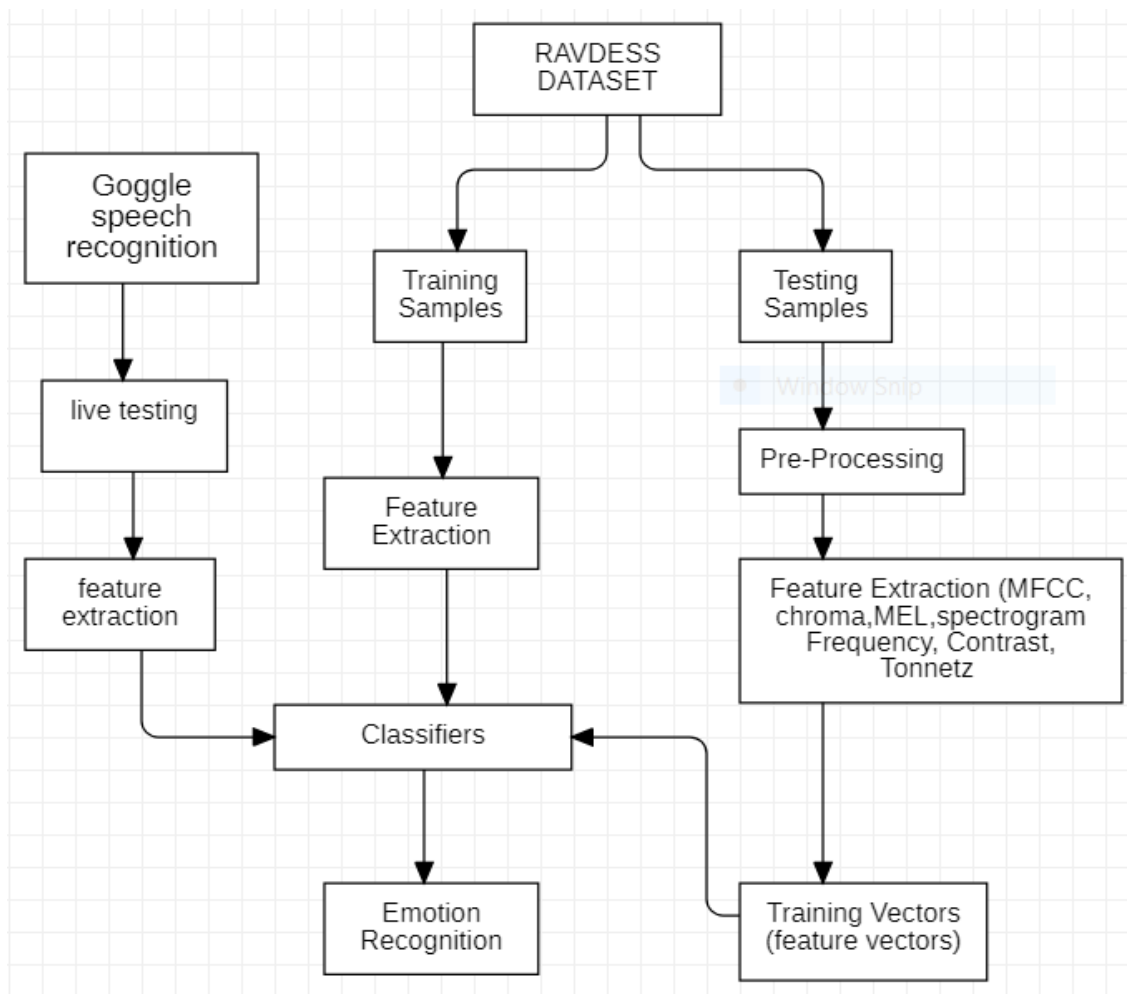 RAVDESS
DATASET
Goggle
speech
recognition
Training
Samples
Testing
Samples
Window Snip
live testing
Pre-Processing
Feature
Extraction
feature
extraction
Feature Extraction (MFCC,
chroma,MEL,spectrogram
Frequency, Contrast,
Tonnetz
Classifiers
Emotion
Recognition
Training Vectors
(feature vectors)